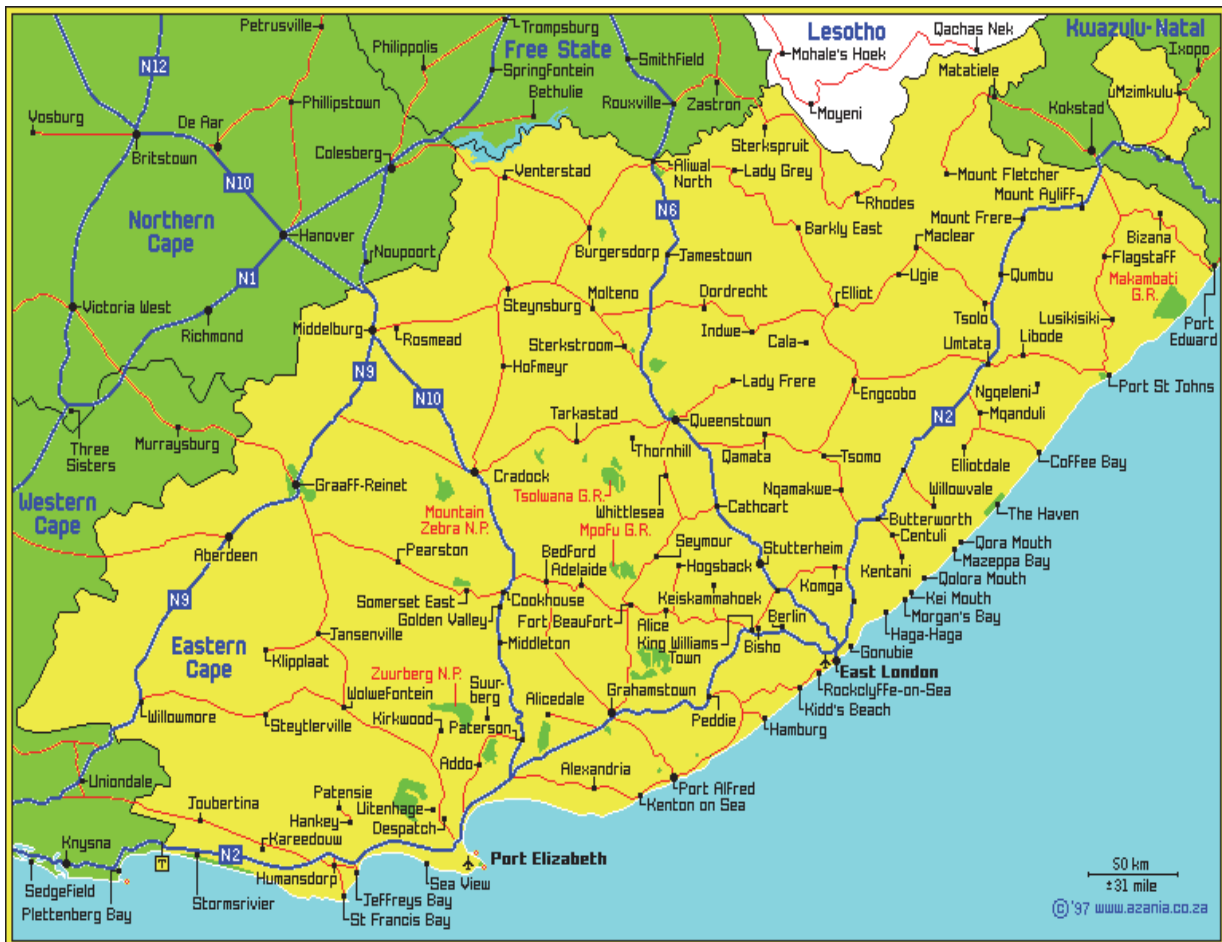 Petrusville
Trompsburg
Qachas Nek
Kwazulu-Natal
Philippolis
Free State
Lesotho
Ixopo
Mohale's Hoek
N12
Springfontein
Smithfield
Matatiele
Bethulie
uMzimkulu
Phillipstown
Rouxville
Zastron
Kokstad
Vosburg
De Aar
Moyeni
Britstown
Colesberg
Sterkspruit
Aliwal
North
Lady Grey
Mount Fletcher
Venterstad
N10
Mount Ayliff
Rhodes
N6
Northern
Cape
Mount Frere
Hanover
Barkly East
Maclear
Bizana
Noupoort
Burgersdorp
Jamestown
Flagstaff
N1
Ugie
Qumbu
Makambati
G.R.
Steynsburg
Molteno
Dordrecht
Elliot
Victoria West
Richmond
Tsolo
Lusikisiki
Port
Edward
Middelburg
Rosmead
Indwe
Cala
Sterkstroom
Umtata
Libode
Hofmeyr
N9
Lady Frere
Engcobo
Port St Johns
N10
Nggeleni
Three
Sisters
Murraysburg
Tarkastad
Queenstown
N2
Mqanduli
Thornhill
Qamata
Tsomo
Elliotdale
Coffee Bay
Cradock
Graaff-Reinet
Western
Cape
Mountain
Zebra N.P.
Tsolwana G.R.
Whittlesea
Nqamakwe
Willowvale
Cathcart
The Haven
Mpofu G.R.
Butterworth
Centuli
Aberdeen
Pearston
Bedford
Adelaide
Seymour
Stutterheim
Qora Mouth
Mazeppa Bay
Hogsback
Kentani
Komga
Qolora Mouth
Somerset East
Cookhouse
Keiskammahoek
Kei Mouth
N9
Golden Valley
Fort Beaufort
Alice
Berlin
Morgan's Bay
Haga-Haga
Jansenville
Middleton
King Williams
Town
Bisho
Eastern
Cape
Klipplaat
Gonubie
East London
Zuurberg N.P.
Suur-
berg
Rockclyffe-on-Sea
Wolwefontein
Alicedale
Grahamstown
Kidd's Beach
Willowmore
Steytlerville
Kirkwood
Paterson
Peddie
Hamburg
Addo
Uniondale
Alexandria
Port Alfred
Kenton on Sea
Joubertina
Patensie
Uitenhage
Hankey
Despatch
Knysna
Kareedouw
N2
T
Port Elizabeth
50 km
±31 mile
Sedgefield
Humansdorp
Sea View
Plettenberg Bay
Stormsrivier
Jeffreys Bay
St Francis Bay
©'97 www.azania.co.za